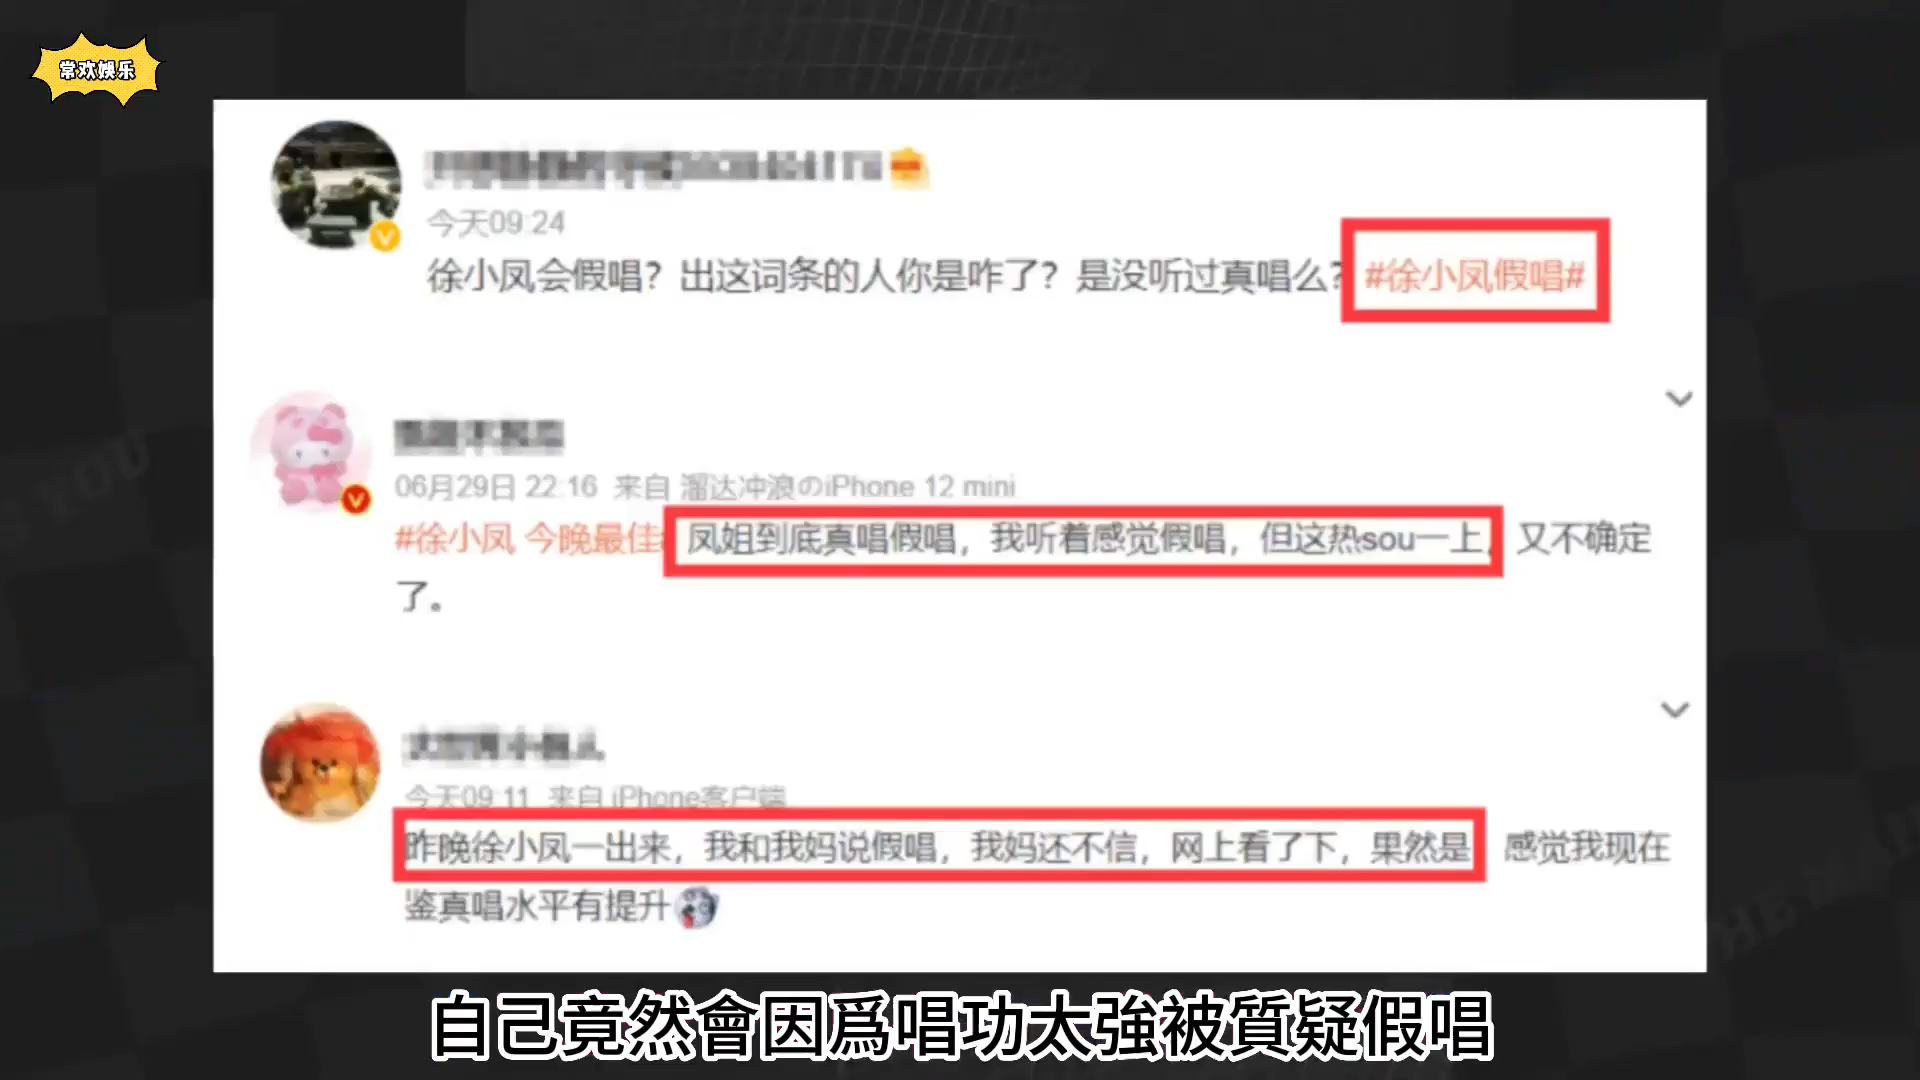 常欢娱乐
今天09:24
徐小凤会假唱？出这词条的人你是咋了？是没听过真唱么？#徐小凤假唱#
06月29日 22:16 来自 溜达冲浪のiPhone 12 mini
#徐小凤 今晚最佳 凤姐到底真唱假唱，我听着感觉假唱，但这热sou一上，又不确定
了。
今天09:11 来自 iPhone客户端
昨晚徐小凤一出来，我和我妈说假唱，我妈还不信，网上看了下，果然是 感觉我现在
鉴真唱水平有提升
自己竟然會因爲唱功太強被質疑假唱